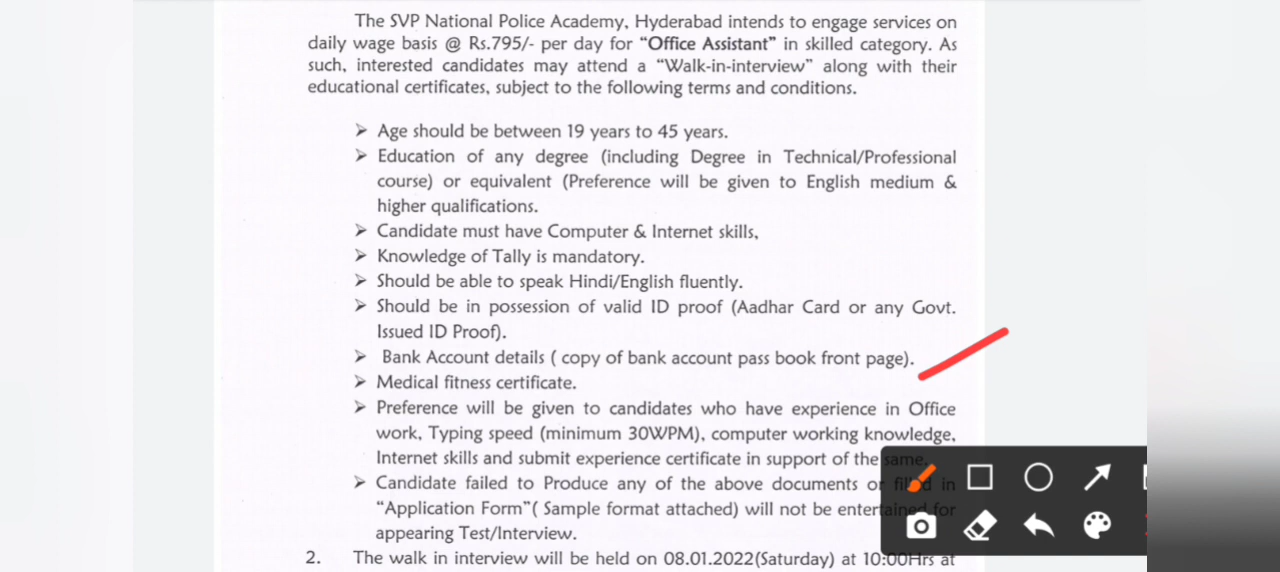 The SVP National Police Academy, Hyderabad intends to engage services on
daily wage basis @ Rs.795/- per day for “Office Assistant” in skilled category. As
such, interested candidates may attend a “Walk-in-interview” along with their
educational certificates, subject to the following terms and conditions.
➢ Age should be between 19 years to 45 years.
➢ Education of any degree (including Degree in Technical/Professional
course) or equivalent (Preference will be given to English medium &
higher qualifications.
➢ Candidate must have Computer & Internet skills,
➢ Knowledge of Tally is mandatory.
➢ Should be able to speak Hindi/English fluently.
➢ Should be in possession of valid ID proof (Aadhar Card or any Govt.
Issued ID Proof).
➢ Bank Account details ( copy of bank account pass book front page).
➢ Medical fitness certificate.
➢ Preference will be given to candidates who have experience in Office
work, Typing speed (minimum 30WPM), computer working knowledge,
Internet skills and submit experience certificate in support of the same.
➢ Candidate failed to Produce any of the above documents or filled in
“Application Form”( Sample format attached) will not be entertained for
appearing Test/Interview.
2. The walk in interview will be held on 08.01.2022(Saturday) at 10:00Hrs at